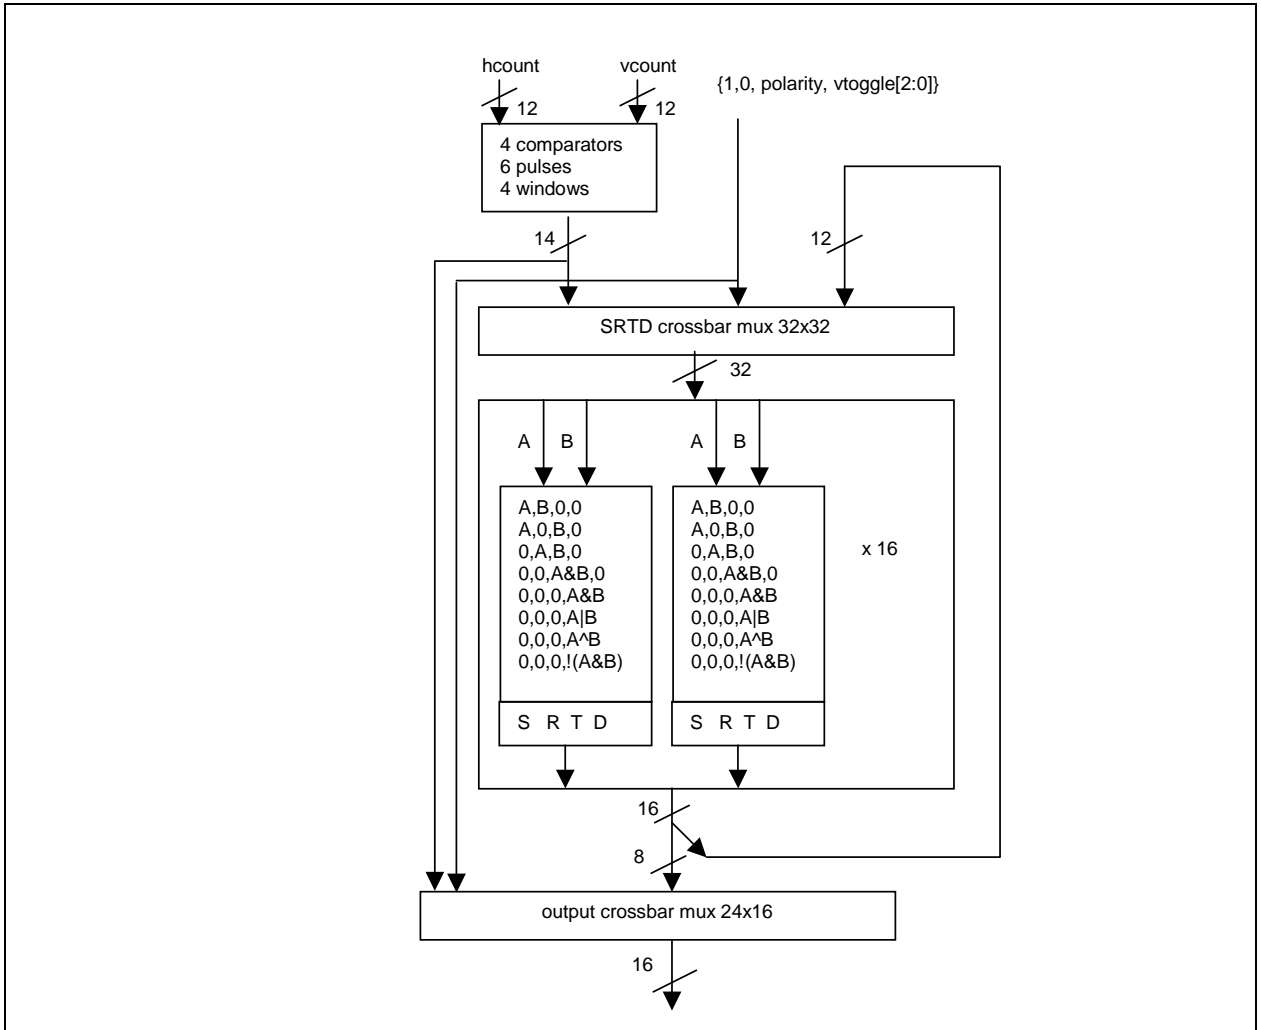 hcount
vcount
{1,0, polarity, vtoggle[2:0]}
12
12
4 comparators
6 pulses
4 windows
14
12
SRTD crossbar mux 32x32
32
A
B
A
B
A,B,0,0
A,0,B,0
0,A,B,0
0,0,A&B,0
0,0,0,A&B
0,0,0,A|B
0,0,0,A^B
0,0,0,!(A&B)
S R T D
A,B,0,0
A,0,B,0
0,A,B,0
0,0,A&B,0
0,0,0,A&B
0,0,0,A|B
0,0,0,A^B
0,0,0,!(A&B)
S R T D
x 16
16
8
output crossbar mux 24x16
16